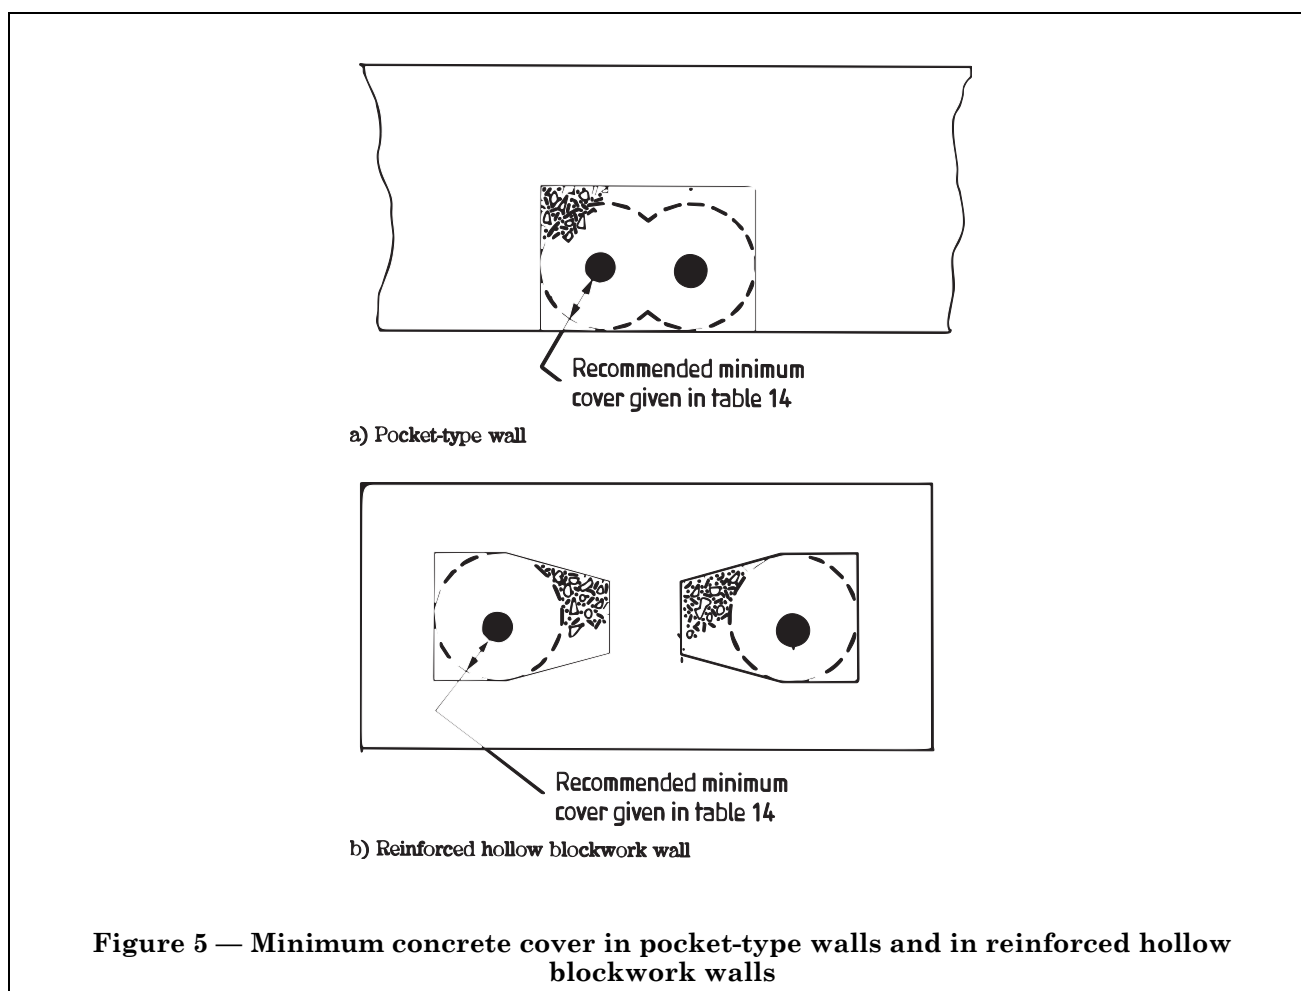 Recommended minimum
cover given in table 14
a) Pocket-type wall
Recommended minimum
cover given in table 14
b) Reinforced hollow blockwork wall
Figure 5 — Minimum concrete cover in pocket-type walls and in reinforced hollow
blockwork walls